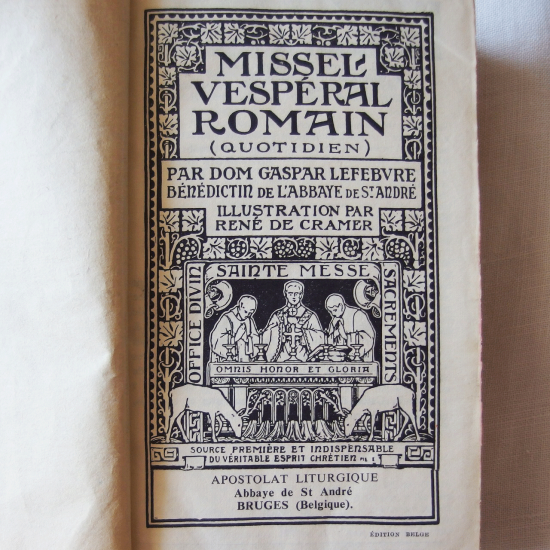 MISSEL-
VESPÉRAL
ROMAIN
(QUOTIDIEN)
PAR DOM GASPAR LEFEBVRE
BÉNÉDICTIN DE L'ABBAYE DE ST ANDRÉ
ILLUSTRATION PAR
RENÉ DE CRAMER
OFFICE DIVIN
SAINTE MESSE
SACREMENTS
OMNIS HONOR ET GLORIA
SOURCE PREMIÈRE ET INDISPENSABLE
DU VÉRITABLE ESPRIT CHRÉTIEN
APOSTOLAT LITURGIQUE
Abbaye de St André
BRUGES (Belgique).
ÉDITION BELGE